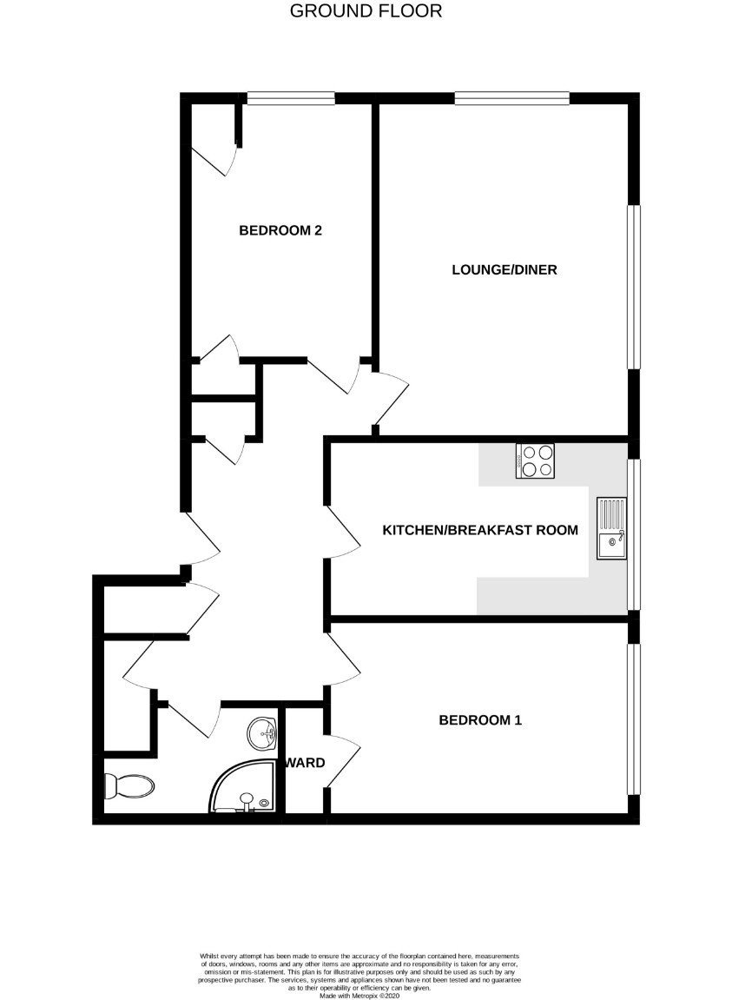 GROUND FLOOR
BEDROOM 2
LOUNGE/DINER
KITCHEN/BREAKFAST ROOM
BEDROOM 1
WARD
Whilst every attempt has been made to ensure the accuracy of the floorplan contained here, measurements
of doors, windows, rooms and any other items are approximate and no responsibility is taken for any error,
omission or mis-statement. This plan is for illustrative purposes only and should be used as such by any
prospective purchaser. The services, systems and appliances shown have not been tested and no guarantee
as to their operability or efficiency can be given.
Made with Metropix ©2020